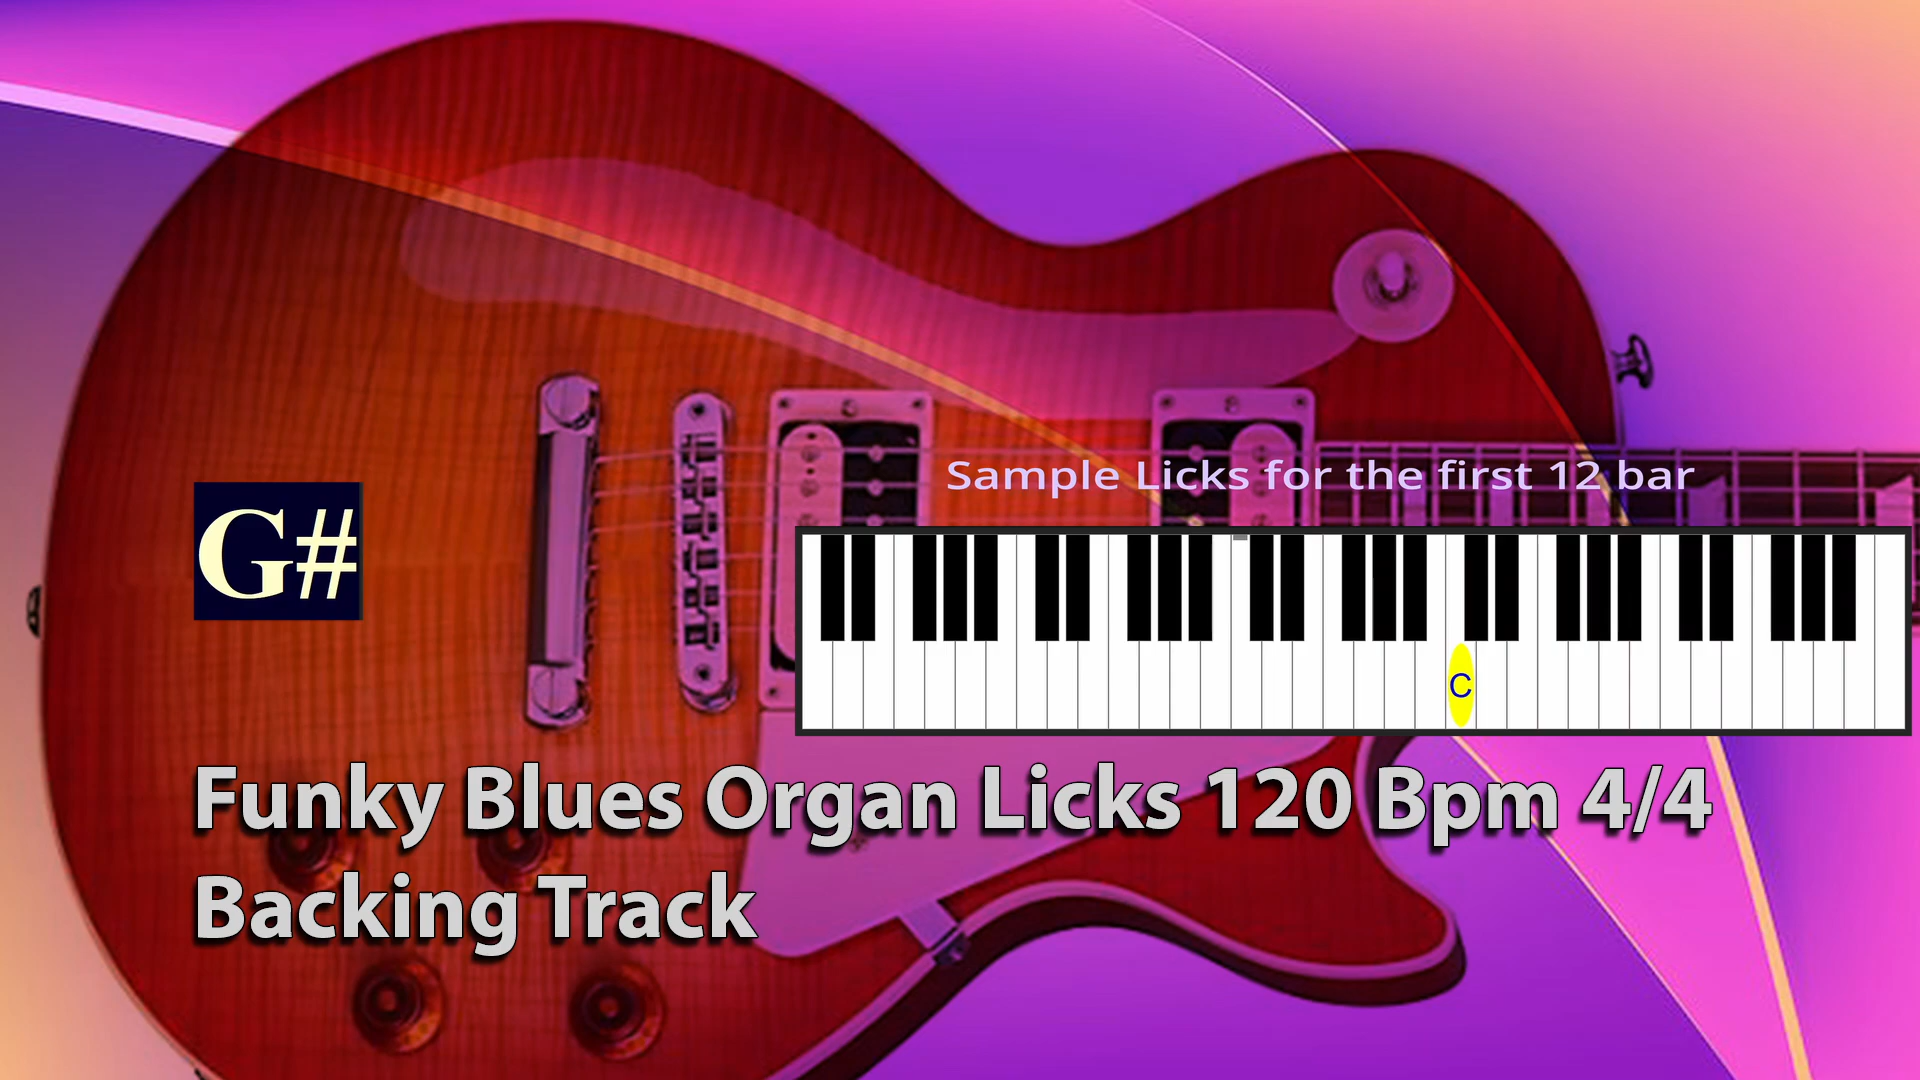 Sample Licks for the first 12 bar
G#
C
Funky Blues Organ Licks 120 Bpm 4/4
Backing Track